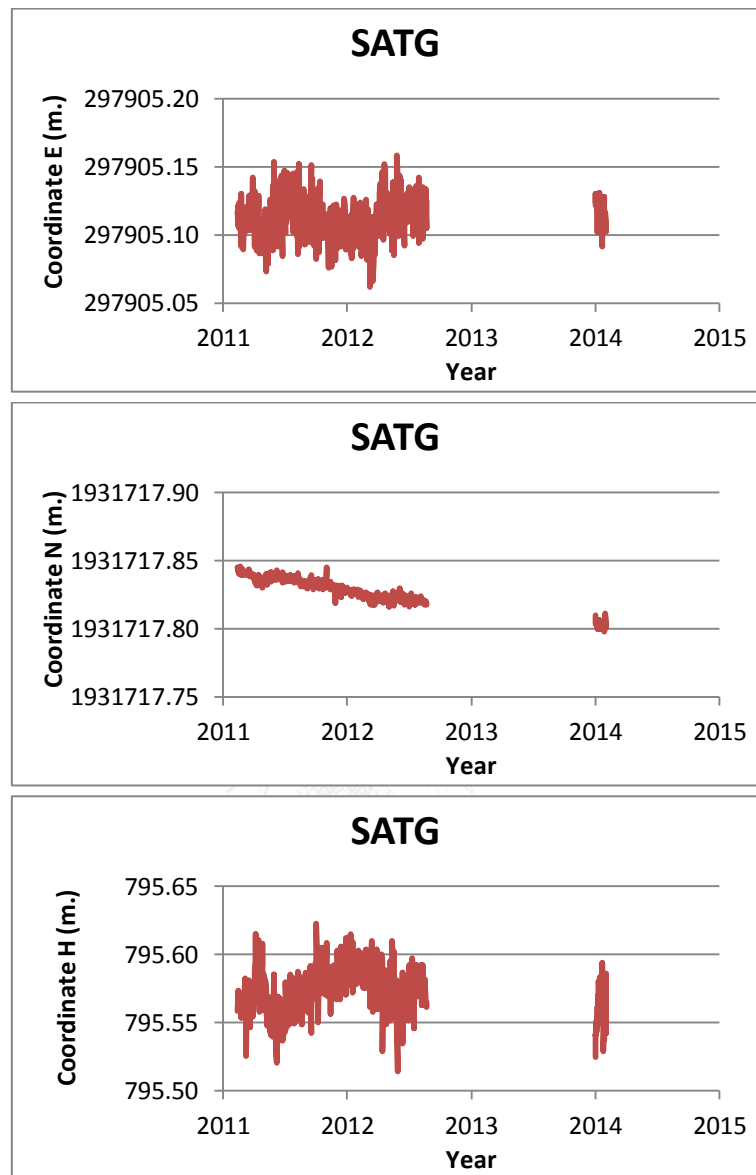 SATG
Coordinate E (m.)
297905.20
297905.15
297905.10
297905.05
2011 2012 2013 2014 2015
Year
SATG
Coordinate N (m.)
1931717.90
1931717.85
1931717.80
1931717.75
2011 2012 2013 2014 2015
Year
SATG
Coordinate H (m.)
795.65
795.60
795.55
795.50
2011 2012 2013 2014 2015
Year